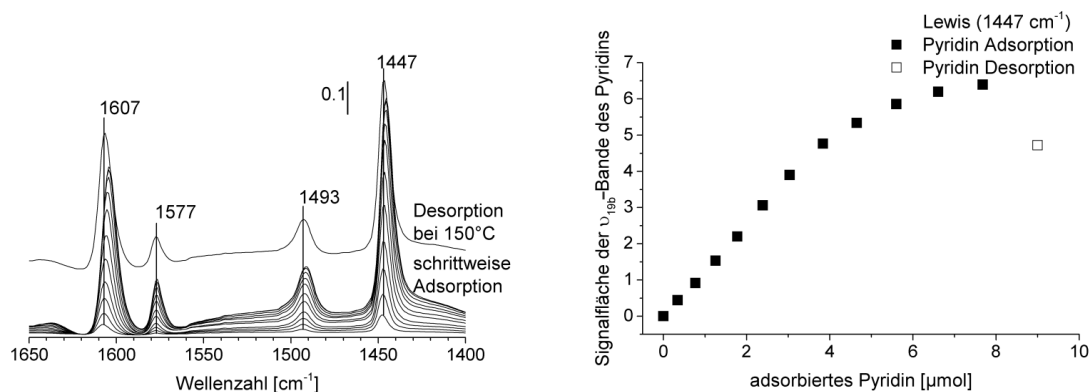 1607
1577
1493
1447
0.1
Desorption
bei 150°C
schrittweise
Adsorption
1650 1600 1550 1500 1450 1400
Wellenzahl [cm⁻¹]
Lewis (1447 cm⁻¹)
Pyridin Adsorption
Pyridin Desorption
Signalfläche der υ19b-Bande des Pyridins
7
6
5
4
3
2
1
0
0 2 4 6 8 10
adsorbiertes Pyridin [µmol]